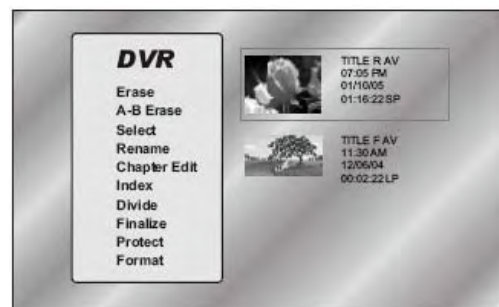 DVR
Erase
A-B Erase
Select
Rename
Chapter Edit
Index
Divide
Finalize
Protect
Format
TITLE R AV
07:05 PM
01/10/05
01:16:22 SP
TITLE F AV
11:30 AM
12/06/04
00:02:22 LP